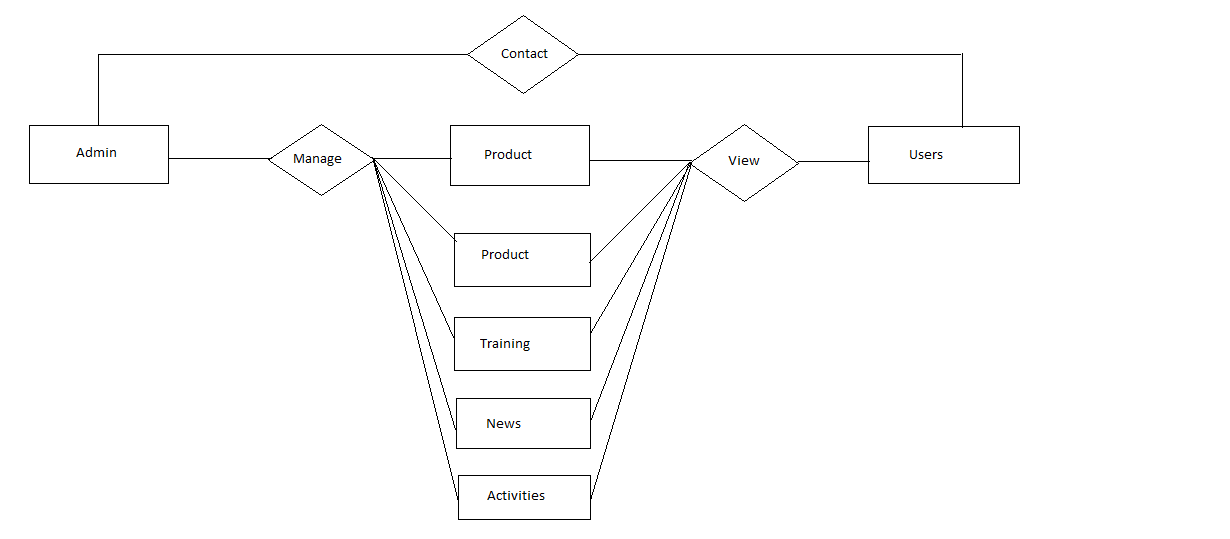 Contact
Admin
Manage
Product
View
Users
Product
Training
News
Activities